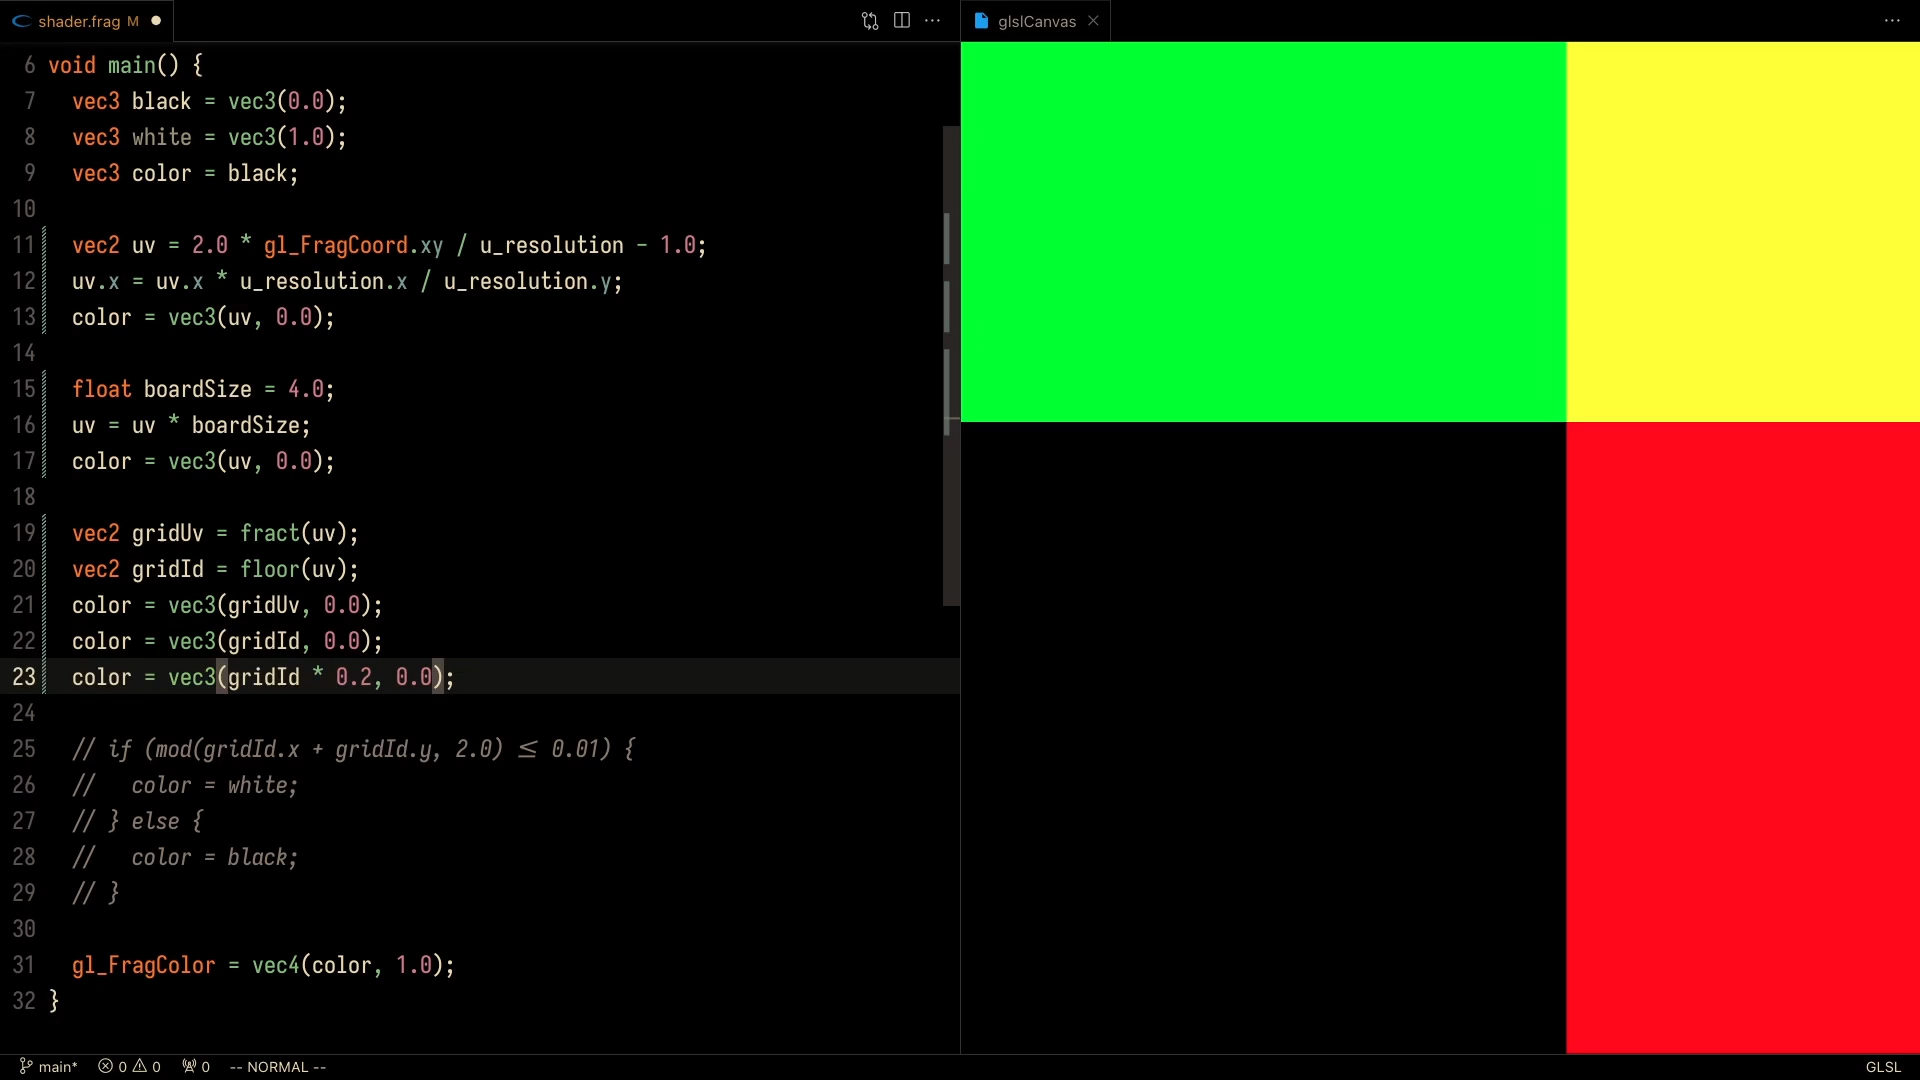 shader.frag M
glslCanvas
6 void main() {
7 vec3 black = vec3(0.0);
8 vec3 white = vec3(1.0);
9 vec3 color = black;
10
11 vec2 uv = 2.0 * gl_FragCoord.xy / u_resolution - 1.0;
12 uv.x = uv.x * u_resolution.x / u_resolution.y;
13 color = vec3(uv, 0.0);
14
15 float boardSize = 4.0;
16 uv = uv * boardSize;
17 color = vec3(uv, 0.0);
18
19 vec2 gridUv = fract(uv);
20 vec2 gridId = floor(uv);
21 color = vec3(gridUv, 0.0);
22 color = vec3(gridId, 0.0);
23 color = vec3(gridId * 0.2, 0.0);
24
25 // if (mod(gridId.x + gridId.y, 2.0) ≤ 0.01) {
26 //   color = white;
27 // } else {
28 //   color = black;
29 // }
30
31 gl_FragColor = vec4(color, 1.0);
32 }
main* 0 0 0 -- NORMAL -- GLSL